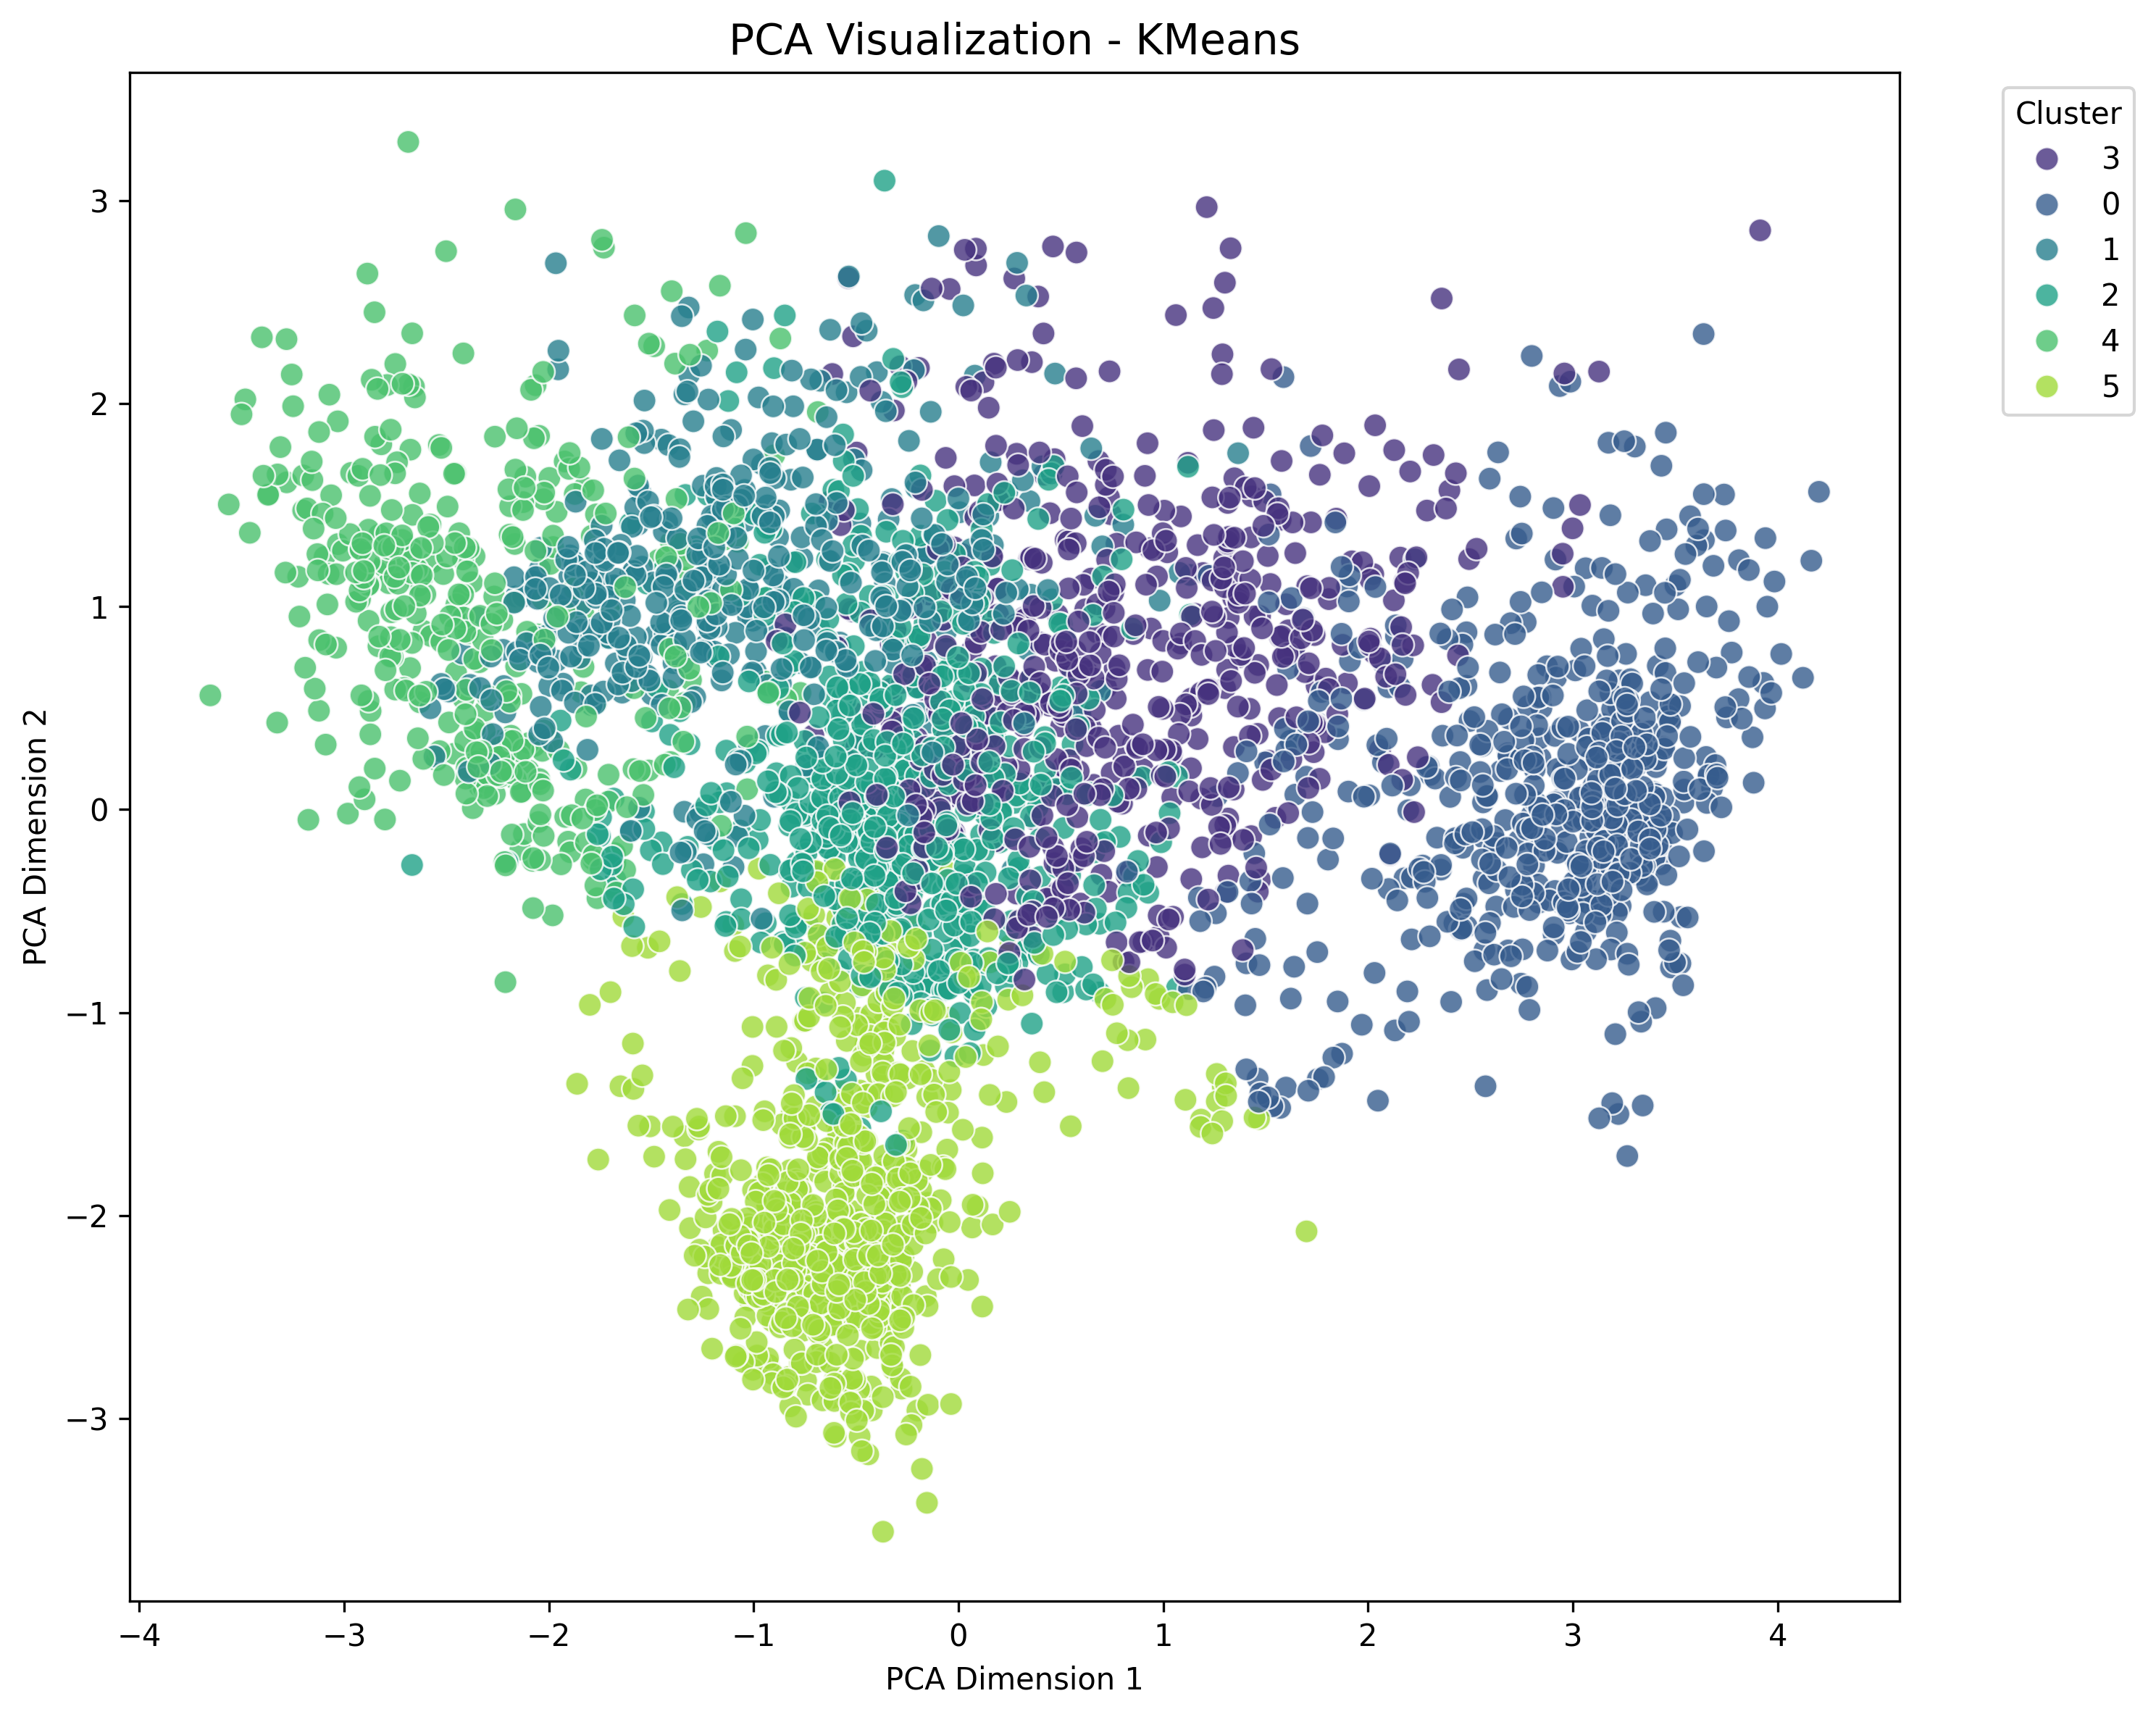 PCA Visualization - KMeans
Cluster
3
0
1
2
4
5
3
2
1
0
−1
−2
−3
PCA Dimension 2
−4 −3 −2 −1 0 1 2 3 4
PCA Dimension 1